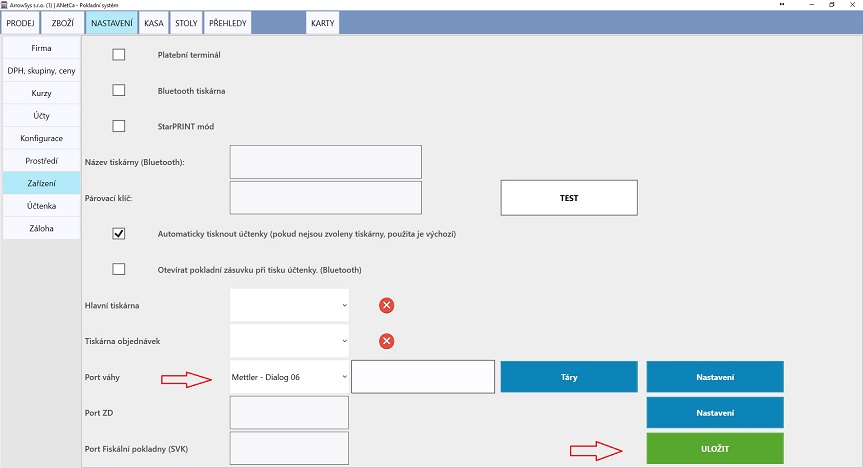 ArrowSys s.r.o. (1) | ANetCa - Pokladní systém
PRODEJ ZBOŽÍ NASTAVENÍ KASA STOLY PŘEHLEDY KARTY
Firma
DPH, skupiny, ceny
Kurzy
Účty
Konfigurace
Prostředí
Zařízení
Účtenka
Záloha
Platební terminál
Bluetooth tiskárna
StarPRINT mód
Název tiskárny (Bluetooth):
Párovací klíč:
TEST
Automaticky tisknout účtenky (pokud nejsou zvoleny tiskárny, použita je výchozí)
Otevírat pokladní zásuvku při tisku účtenky. (Bluetooth)
Hlavní tiskárna
Tiskárna objednávek
Port váhy Mettler - Dialog 06 Táry Nastavení
Port ZD Nastavení
Port Fiskální pokladny (SVK) ULOŽIT